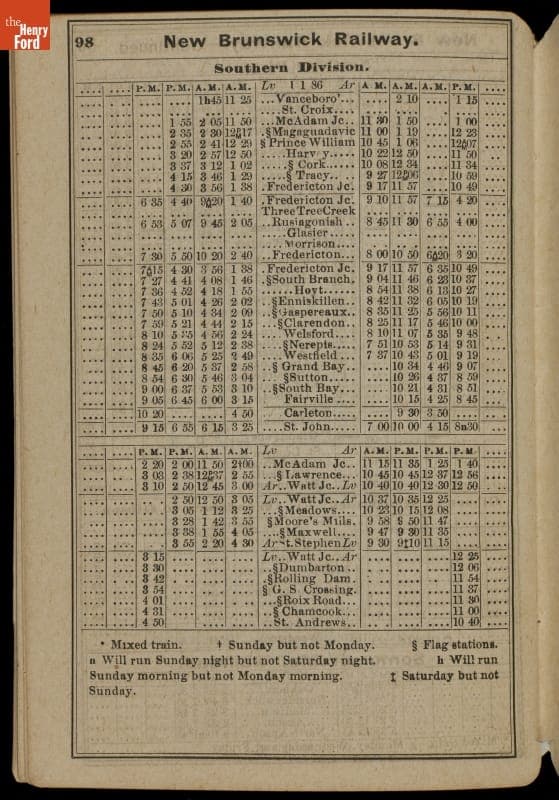 the
Henry
Ford
98 New Brunswick Railway.
Southern Division.
P. M. P. M. A. M. A. M. Lv 1 1 86 Ar A. M. A. M. A. M. P. M.
1h45 11 25 Vanceboro' 2 10 1 15
St. Croix
1 55 2 05 11 50 McAdam Jc 11 30 1 50 1 00
2 35 2 30 §Magaguadavic 11 00 1 19 12 23
2 55 2 41 12 29 §Prince William 10 45 1 06
3 20 2 57 12 50 Harvey 10 22 12 50 11 50
3 37 3 12 1 02 § Cork 10 08 12 34 11 34
4 15 3 46 1 29 § Tracy 9 27 10 59
4 30 3 56 1 38 Fredericton Jc 9 17 11 57 10 49
6 35 4 40 1 40 Fredericton Jc 9 10 11 57 7 15 4 20
Three Tree Creek
6 53 5 07 9 45 2 05 Rusiagonish 8 45 11 30 6 55 4 00
Glasier
Morrison
7 30 5 50 10 20 2 40 Fredericton 8 00 10 50 3 20
4 30 3 56 1 38 Fredericton Jc 9 17 11 57 6 35 10 49
7 27 4 41 4 08 1 46 §South Branch 9 04 11 46 6 23 10 37
7 36 4 52 4 18 1 55 Hoyt 8 54 11 38 6 13 10 27
7 43 5 01 4 26 2 02 §Enniskillen 8 42 11 32 6 05 10 19
7 50 5 10 4 34 2 09 §Gaspereaux 8 35 11 25 5 56 10 11
7 59 5 21 4 44 2 15 §Clarendon 8 25 11 17 5 46 10 00
8 10 5 35 4 56 2 24 Welsford 8 10 11 07 5 35 9 48
8 24 5 52 5 12 2 38 §Nerepis 7 51 10 53 5 14 9 31
8 35 6 06 5 25 2 49 Westfield 7 37 10 43 5 01 9 19
8 45 6 20 5 37 2 58 § Grand Bay 10 34 4 46 9 07
8 54 6 30 5 46 3 04 §Sutton 10 26 4 37 8 59
9 00 6 37 5 53 3 10 §South Bay 10 21 4 31 8 51
9 05 6 45 6 00 3 15 Fairville 10 15 4 25 8 45
10 20 4 50 Carleton 9 30 3 50
9 15 6 55 6 15 3 25 St. John 7 00 10 00 4 15 8n30
P. M. P. M. A. M. A. M. Lv Ar A. M. A. M. P. M. P. M.
2 20 2 00 11 50 2†00 McAdam Jc 11 15 11 35 1 25 1 40
3 03 2 38 2 55 § Lawrence 10 45 10 45 12 37 12 56
3 10 2 50 12 45 3 00 Ar Watt Jc Lv 10 40 10 40 12 30 12 50
2 50 12 50 3 05 Lv Watt Jc Ar 10 37 10 35 12 25
3 05 1 12 3 25 §Meadows 10 23 10 15 12 08
3 28 1 42 3 55 §Moore's Mills 9 58 9 50 11 47
3 38 1 55 4 05 §Maxwell 9 47 9 30 11 35
3 55 2 20 4 30 Ar St. Stephen Lv 9 30 9‡10 11 15
3 15 Lv Watt Jc Ar 12 25
3 30 §Dumbarton 12 06
3 42 §Rolling Dam 11 54
3 54 § G. S. Crossing 11 37
4 01 §Roix Road 11 30
4 31 § Chamcook 11 00
4 50 St. Andrews 10 40
* Mixed train. † Sunday but not Monday. § Flag stations.
n Will run Sunday night but not Saturday night. h Will run
Sunday morning but not Monday morning. ‡ Saturday but not
Sunday.